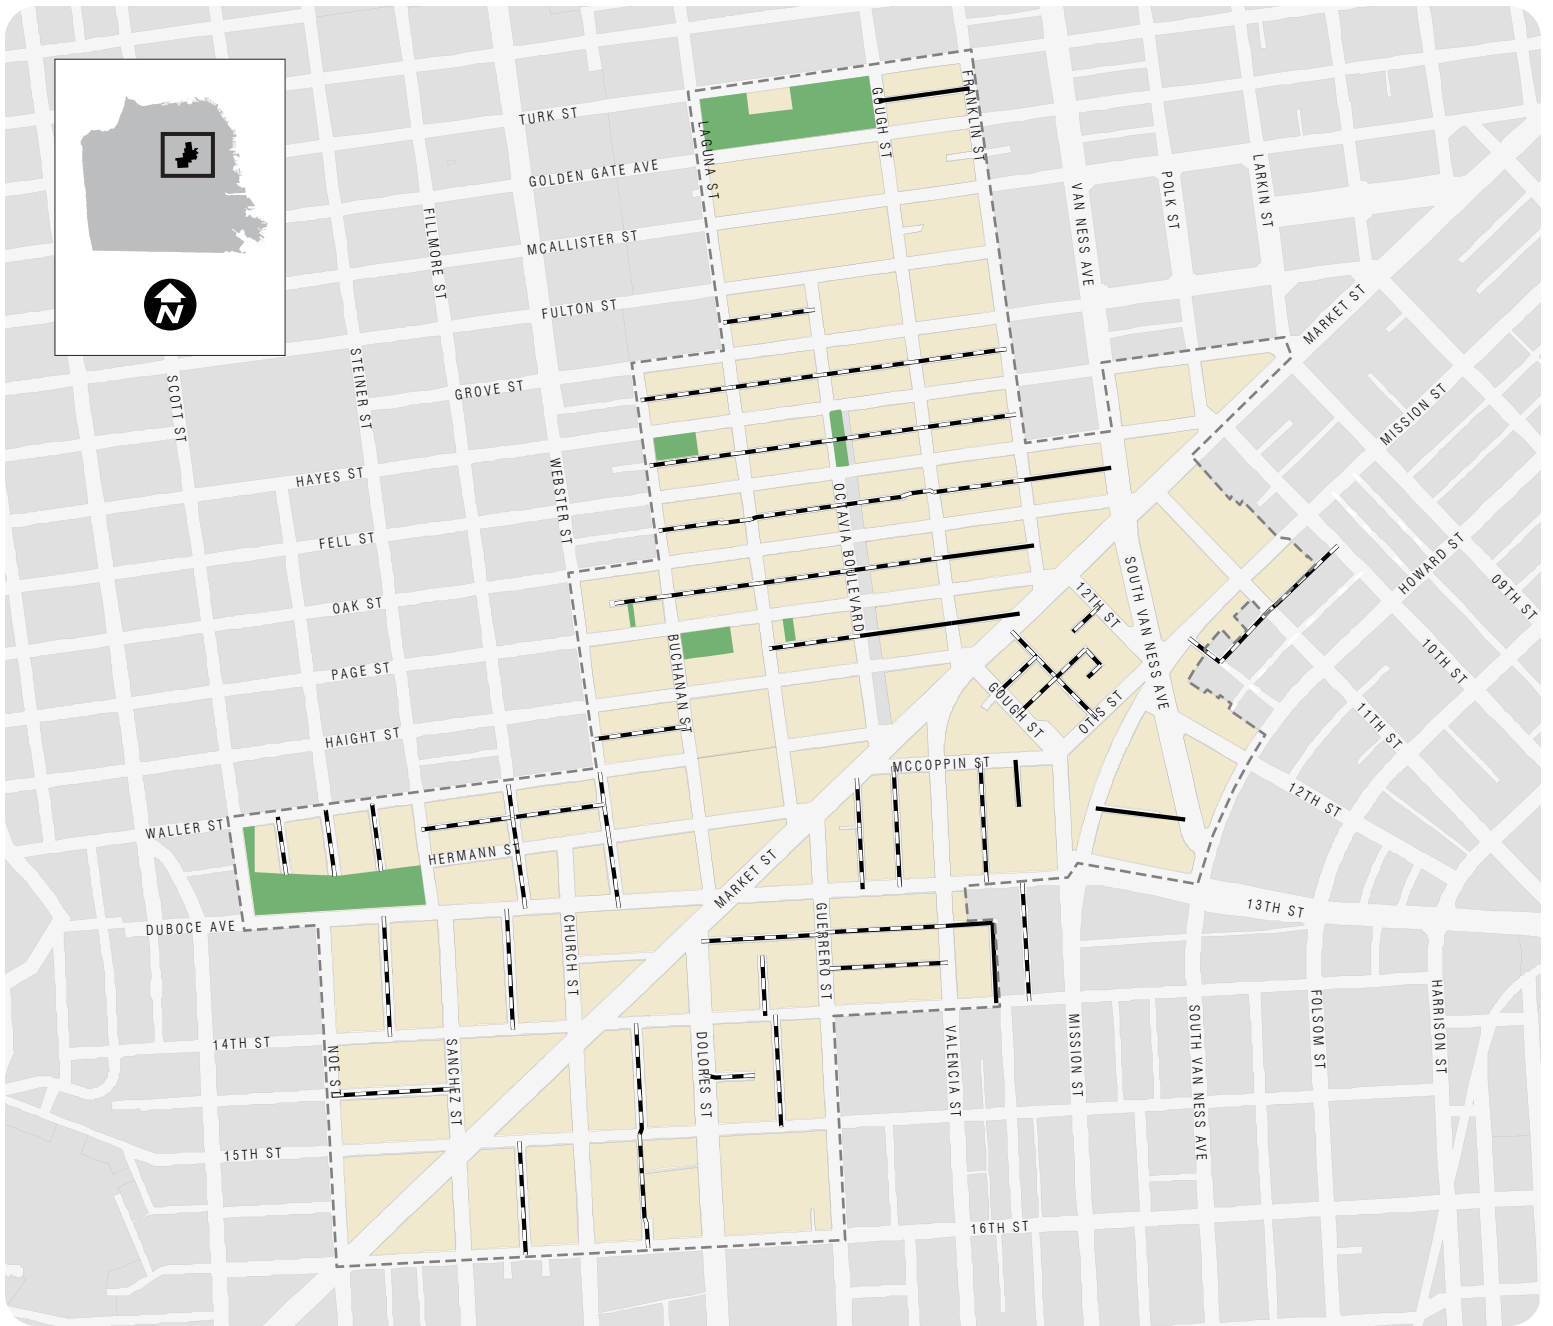 TURK ST
GOLDEN GATE AVE
MCALLISTER ST
FULTON ST
GROVE ST
HAYES ST
FELL ST
OAK ST
PAGE ST
HAIGHT ST
WALLER ST
HERMANN ST
DUBOCE AVE
14TH ST
15TH ST
16TH ST
SCOTT ST
STEINER ST
FILLMORE ST
WEBSTER ST
BUCHANAN ST
LAGUNA ST
OCTAVIA BOULEVARD
GOUGH ST
FRANKLIN ST
VAN NESS AVE
POLK ST
LARKIN ST
MARKET ST
MISSION ST
HOWARD ST
09TH ST
10TH ST
11TH ST
12TH ST
12TH ST
SOUTH VAN NESS AVE
GOUGH ST
OTIS ST
MCCOPPIN ST
MARKET ST
13TH ST
CHURCH ST
GUERRERO ST
NOE ST
SANCHEZ ST
DOLORES ST
VALENCIA ST
MISSION ST
SOUTH VAN NESS AVE
FOLSOM ST
HARRISON ST
N